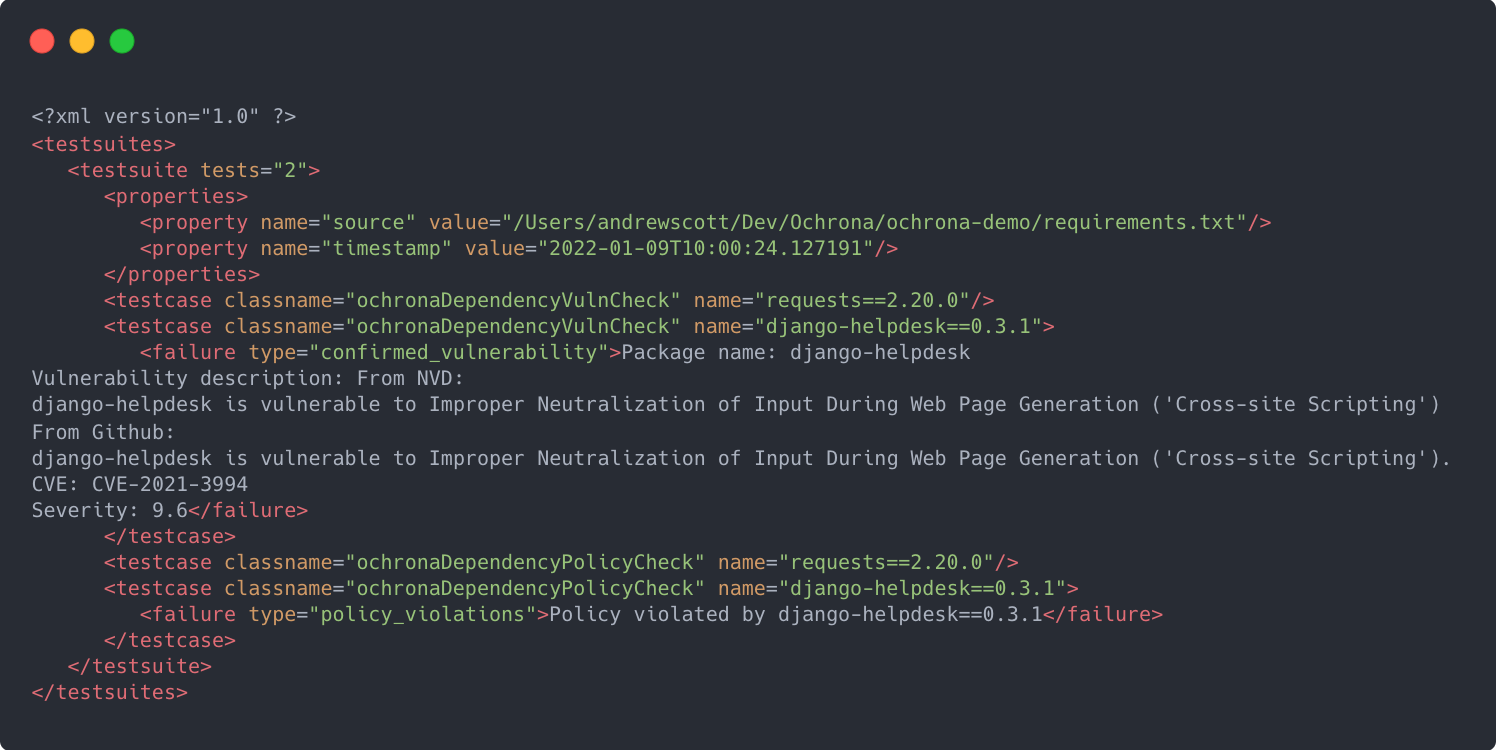 <?xml version="1.0" ?>
<testsuites>
   <testsuite tests="2">
      <properties>
         <property name="source" value="/Users/andrewscott/Dev/Ochrona/ochrona-demo/requirements.txt"/>
         <property name="timestamp" value="2022-01-09T10:00:24.127191"/>
      </properties>
      <testcase classname="ochronaDependencyVulnCheck" name="requests==2.20.0"/>
      <testcase classname="ochronaDependencyVulnCheck" name="django-helpdesk==0.3.1">
         <failure type="confirmed_vulnerability">Package name: django-helpdesk
Vulnerability description: From NVD:
django-helpdesk is vulnerable to Improper Neutralization of Input During Web Page Generation ('Cross-site Scripting')
From Github:
django-helpdesk is vulnerable to Improper Neutralization of Input During Web Page Generation ('Cross-site Scripting').
CVE: CVE-2021-3994
Severity: 9.6</failure>
      </testcase>
      <testcase classname="ochronaDependencyPolicyCheck" name="requests==2.20.0"/>
      <testcase classname="ochronaDependencyPolicyCheck" name="django-helpdesk==0.3.1">
         <failure type="policy_violations">Policy violated by django-helpdesk==0.3.1</failure>
      </testcase>
   </testsuite>
</testsuites>